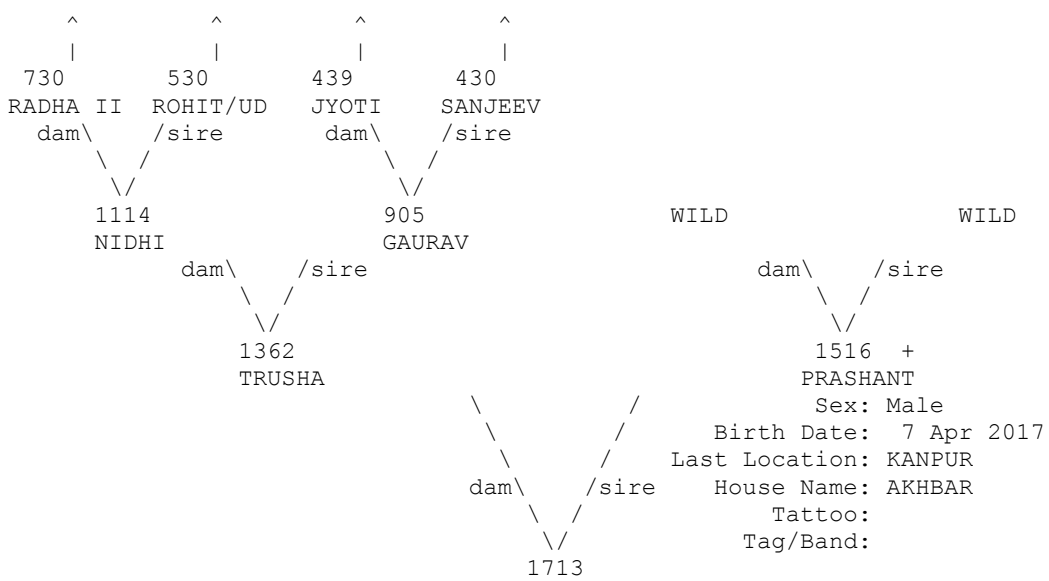 ^ ^ ^ ^
| | | |
730 530 439 430
RADHA II ROHIT/UD JYOTI SANJEEV
dam\ /sire dam\ /sire
\ / \ /
\/ \/
1114 905 WILD WILD
NIDHI GAURAV
dam\ /sire dam\ /sire
\ / \ /
\/ \/
1362 1516 +
TRUSHA PRASHANT
\ / Sex: Male
\ / Birth Date: 7 Apr 2017
\ / Last Location: KANPUR
dam\ /sire House Name: AKHBAR
\ / Tattoo:
\/ Tag/Band:
1713